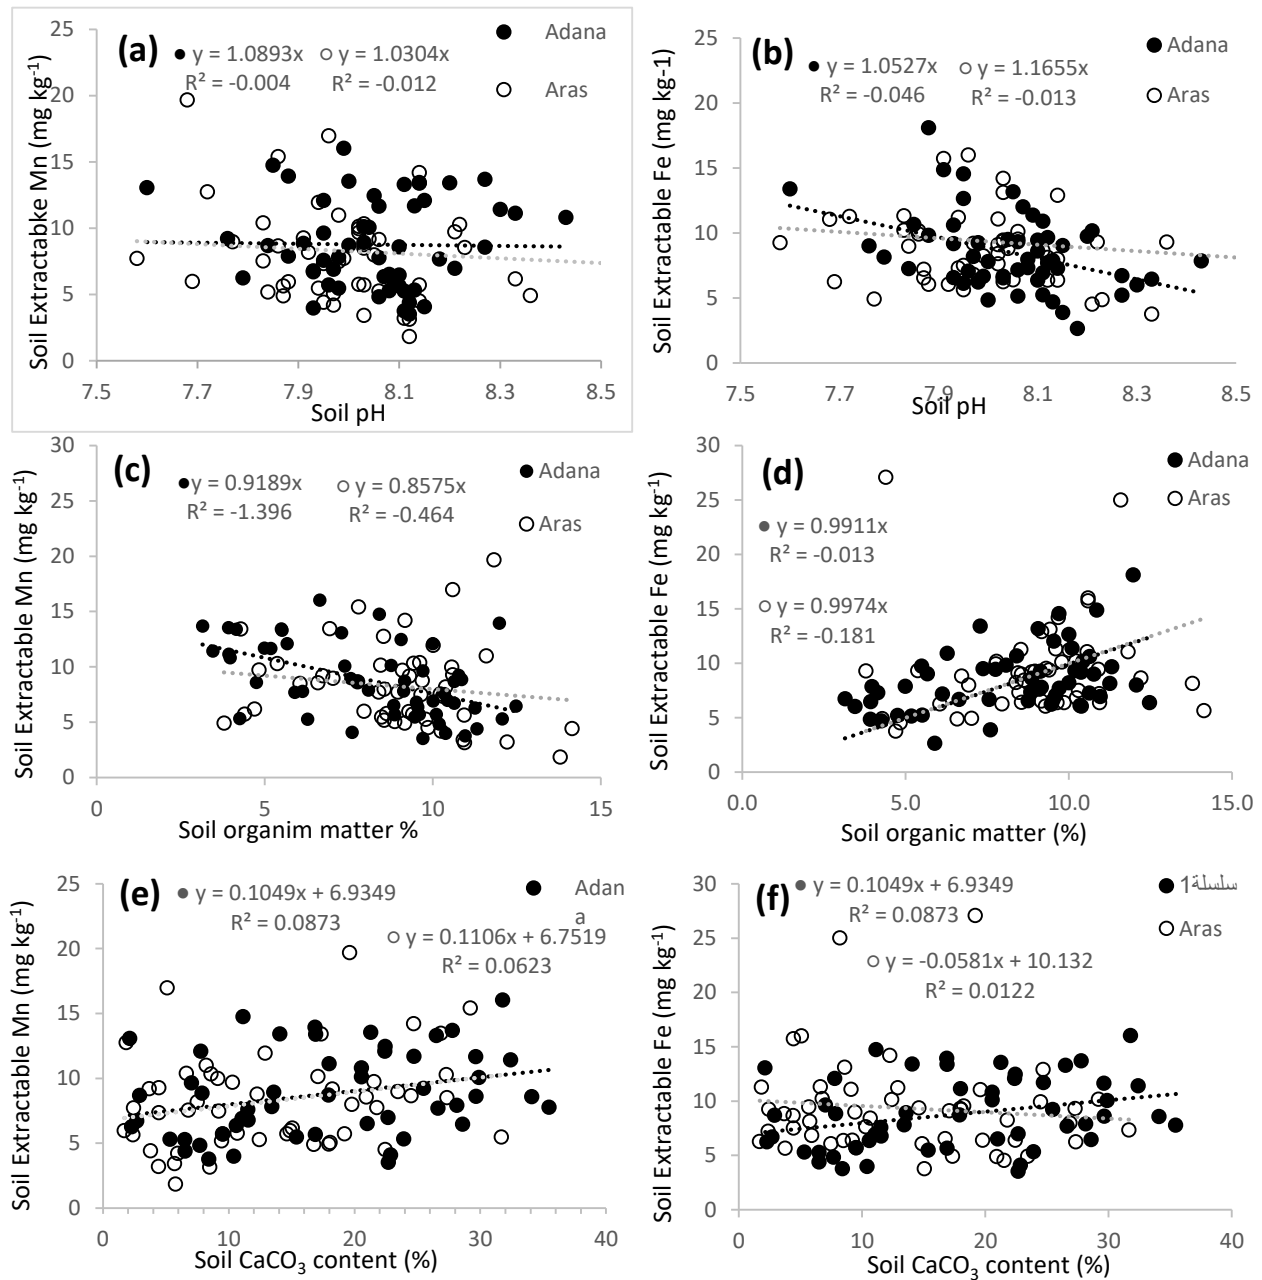 (a)
y = 1.0893x
R² = -0.004
y = 1.0304x
R² = -0.012
Adana
Aras
Soil Extractabke Mn (mg kg⁻¹)
25
20
15
10
5
0
7.5 7.7 7.9 8.1 8.3 8.5
Soil pH
(b)
y = 1.0527x
R² = -0.046
y = 1.1655x
R² = -0.013
Adana
Aras
Soil Extractable Fe (mg kg-1)
25
20
15
10
5
0
7.5 7.7 7.9 8.1 8.3 8.5
Soil pH
(c)
y = 0.9189x
R² = -1.396
y = 0.8575x
R² = -0.464
Adana
Aras
Soil Extractable Mn (mg kg⁻¹)
30
25
20
15
10
5
0
0 5 10 15
Soil organim matter %
(d)
y = 0.9911x
R² = -0.013
y = 0.9974x
R² = -0.181
Adana
Aras
Soil Extractable Fe (mg kg⁻¹)
30
25
20
15
10
5
0
0.0 5.0 10.0 15.0
Soil organic matter (%)
(e)
y = 0.1049x + 6.9349
R² = 0.0873
y = 0.1106x + 6.7519
R² = 0.0623
Adan
a
Aras
Soil Extractable Mn (mg kg⁻¹)
25
20
15
10
5
0
0 10 20 30 40
Soil CaCO₃ content (%)
(f)
y = 0.1049x + 6.9349
R² = 0.0873
y = -0.0581x + 10.132
R² = 0.0122
سلسلة1
Aras
Soil Extractable Fe (mg kg⁻¹)
30
25
20
15
10
5
0
0 10 20 30 40
Soil CaCO₃ content (%)